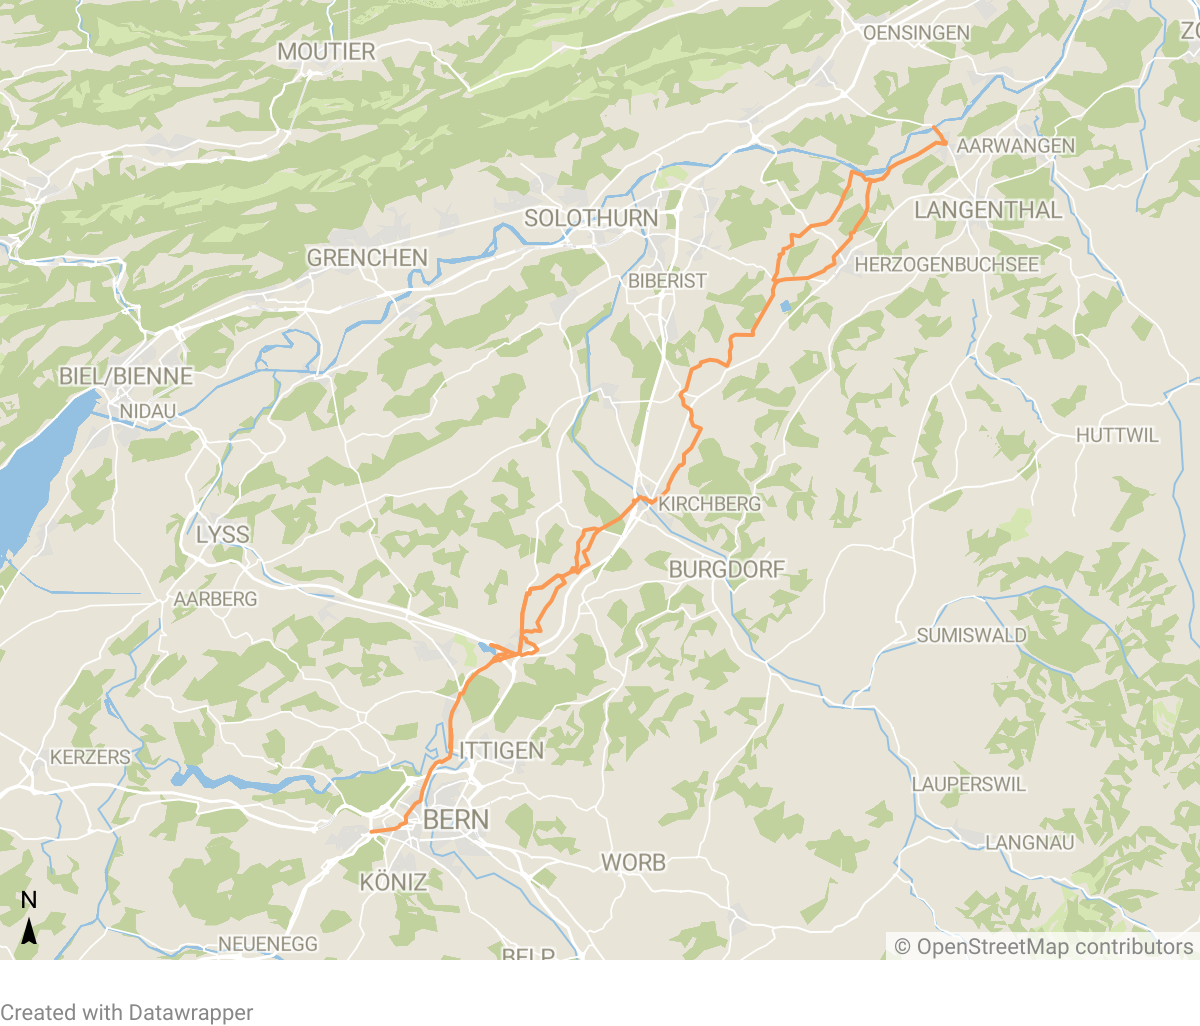 OENSINGEN
MOUTIER
AARWANGEN
LANGENTHAL
SOLOTHURN
GRENCHEN
HERZOGENBUCHSEE
BIBERIST
BIEL/BIENNE
NIDAU
HUTTWIL
KIRCHBERG
LYSS
BURGDORF
AARBERG
SUMISWALD
ITTIGEN
KERZERS
LAUPERSWIL
BERN
LANGNAU
WORB
KÖNIZ
N
NEUENEGG
BELP
© OpenStreetMap contributors
Created with Datawrapper